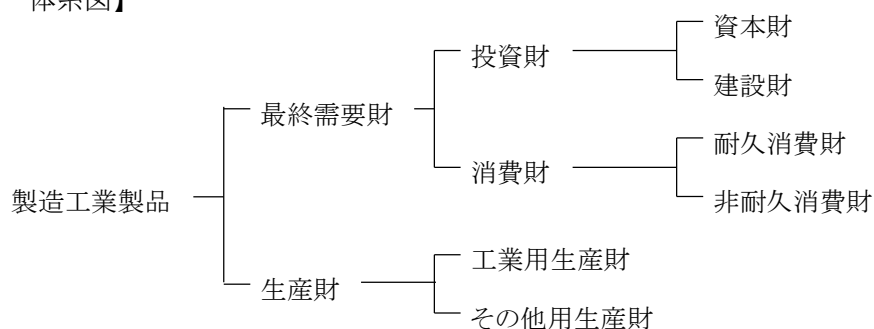 体系図】
資本財
投資財
建設財
最終需要財
耐久消費財
消費財
製造工業製品
非耐久消費財
工業用生産財
生産財
その他用生産財